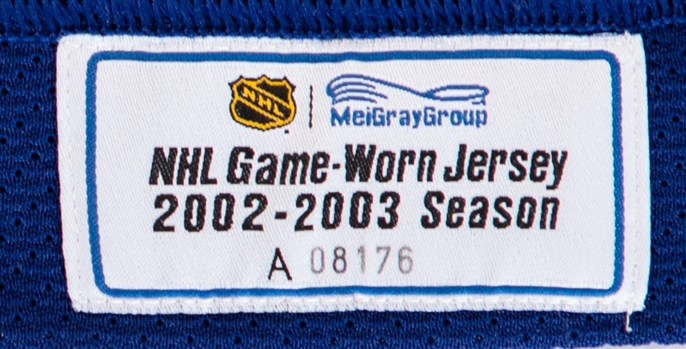 NHL MeiGrayGroup
NHL Game-Worn Jersey
2002-2003 Season
A 08176